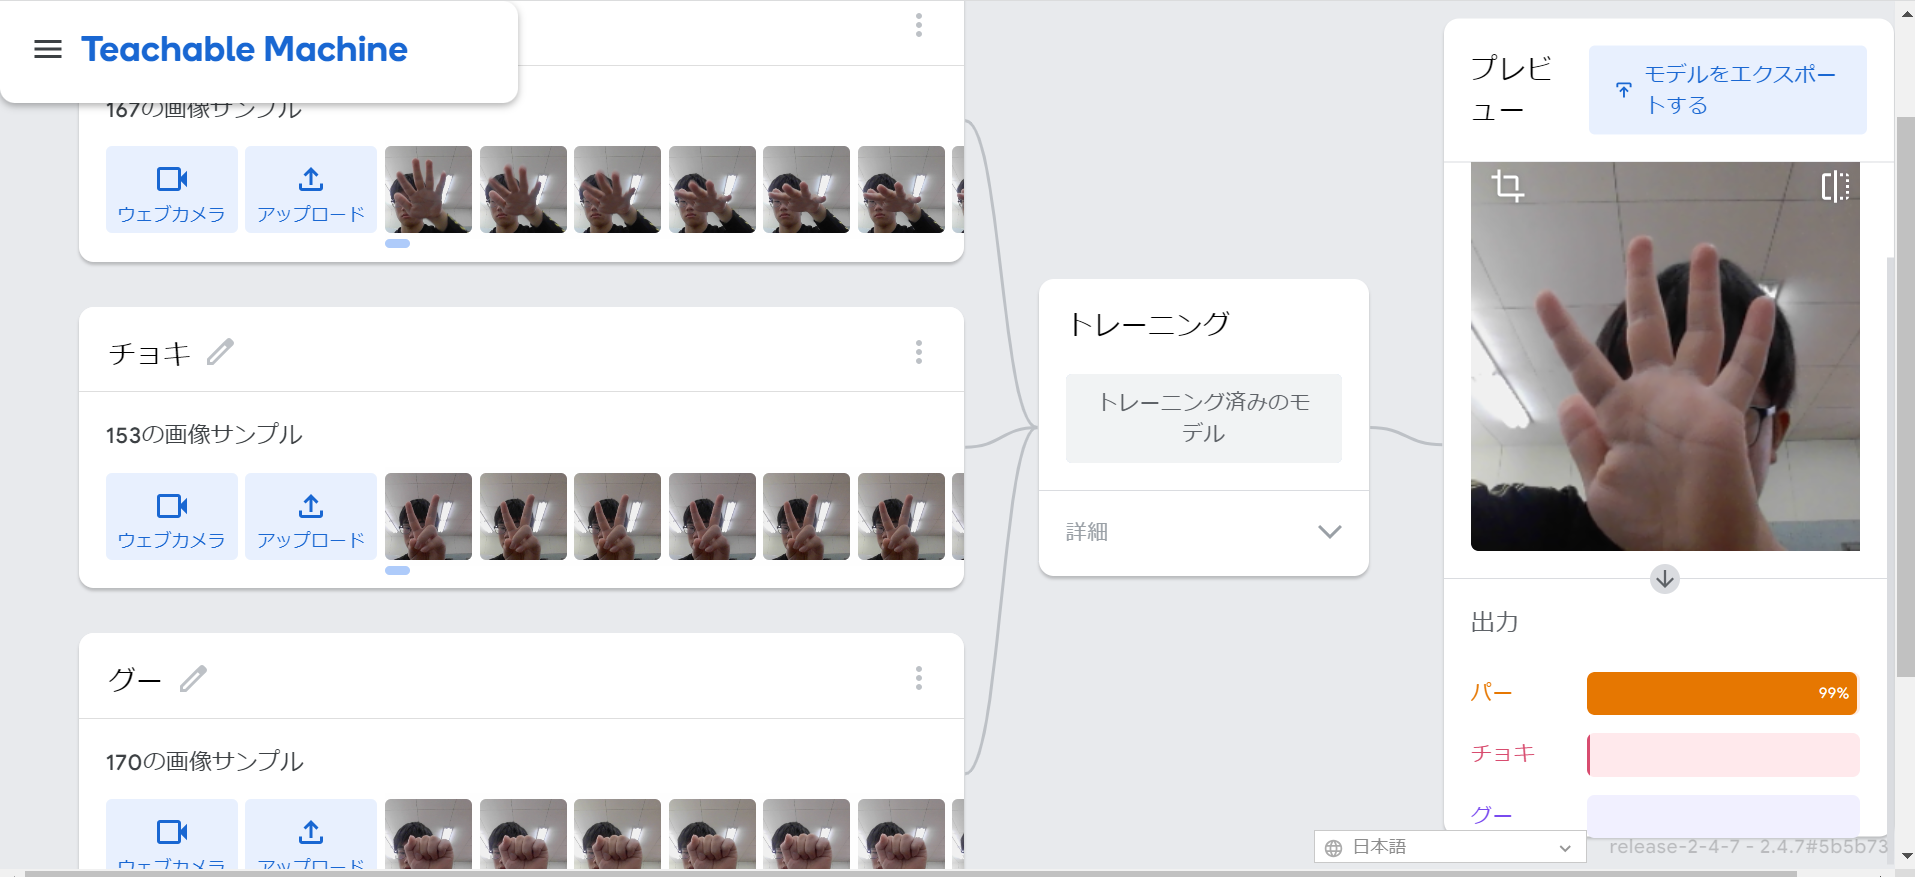 Teachable Machine
167の画像サンプル
ウェブカメラ
アップロード
チョキ
153の画像サンプル
ウェブカメラ
アップロード
グー
170の画像サンプル
ウェブカメラ
アップロード
トレーニング
トレーニング済みのモ
デル
詳細
プレビ
ュー
モデルをエクスポー
トする
出力
パー
99%
チョキ
グー
日本語
release-2-4-7 - 2.4.7#5b5b73